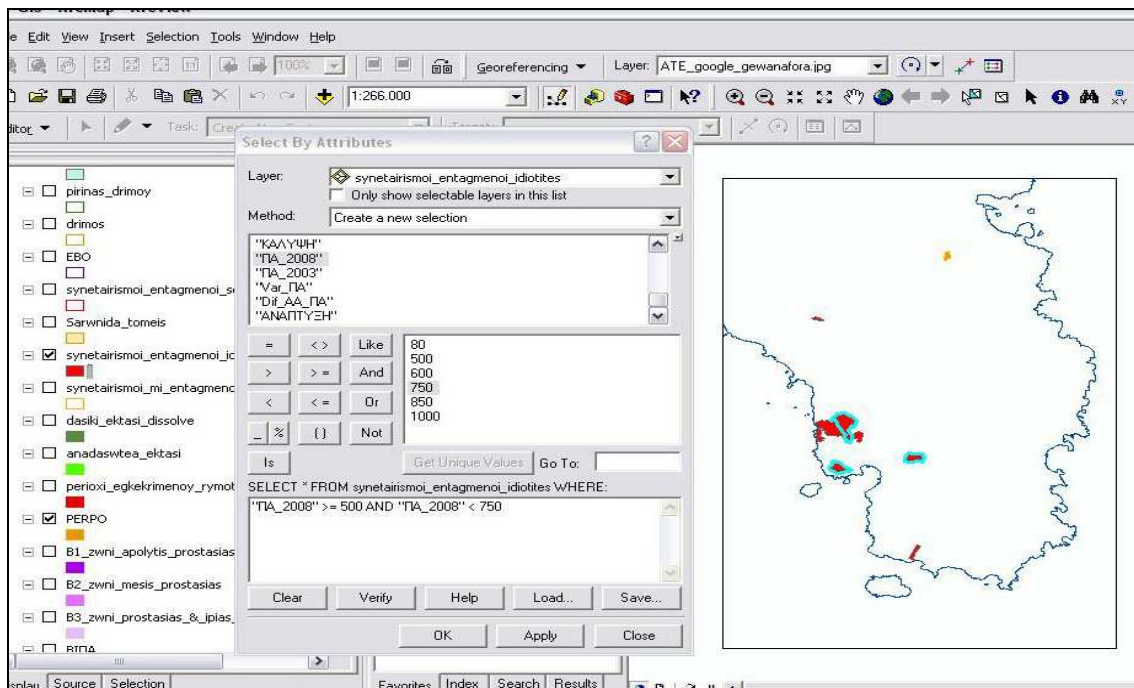 Edit View Insert Selection Tools Window Help
100% Georeferencing Layer: ATE_google_gewanafora.jpg
1:266.000
Task:
Select By Attributes
Layer: synetairismoi_entagmenoi_idiotites
Only show selectable layers in this list
Method: Create a new selection
"ΚΑΛΥΨΗ"
"ΠΑ_2008"
"ΠΑ_2003"
"Var_ΠΑ"
"Dif_ΑΑ_ΠΑ"
"ΑΝΑΠΤΥΞΗ"
= <> Like
> > = And
< < = Or
_ % () Not
Is
80
500
600
750
850
1000
Get Unique Values Go To:
SELECT * FROM synetairismoi_entagmenoi_idiotites WHERE:
"ΠΑ_2008" >= 500 AND "ΠΑ_2008" < 750
Clear Verify Help Load... Save...
OK Apply Close
pirinas_drimoy
drimos
EBO
synetairismoi_entagmenoi_s
Sarwnida_tomeis
synetairismoi_entagmenoi_ic
synetairismoi_mi_entagmeno
dasiki_ektasi_dissolve
anadaswtea_ektasi
perioxi_egkekrimenoy_rymot
PERPO
B1_zwni_apolytis_prostasias
B2_zwni_mesis_prostasias
B3_zwni_prostasias_&_ipias_
Source Selection
Favorites Index Search Results